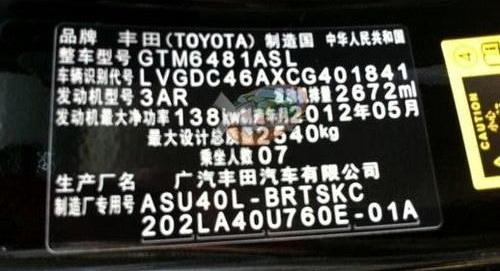 品牌 丰田(TOYOTA) 制造国 中华人民共和国
整车型号 GTM6481ASL
车辆识别代号 LVGDC46AXCG401841
发动机型号 3AR 发动机排量 2672ml
发动机最大净功率 138kw 制造年月 2012年05月
最大设计总质量 2540kg
乘坐人数 07
生产厂名 广汽丰田汽车有限公司
制造厂专用号 ASU40L-BRTSKC
202LA40U760E-01A